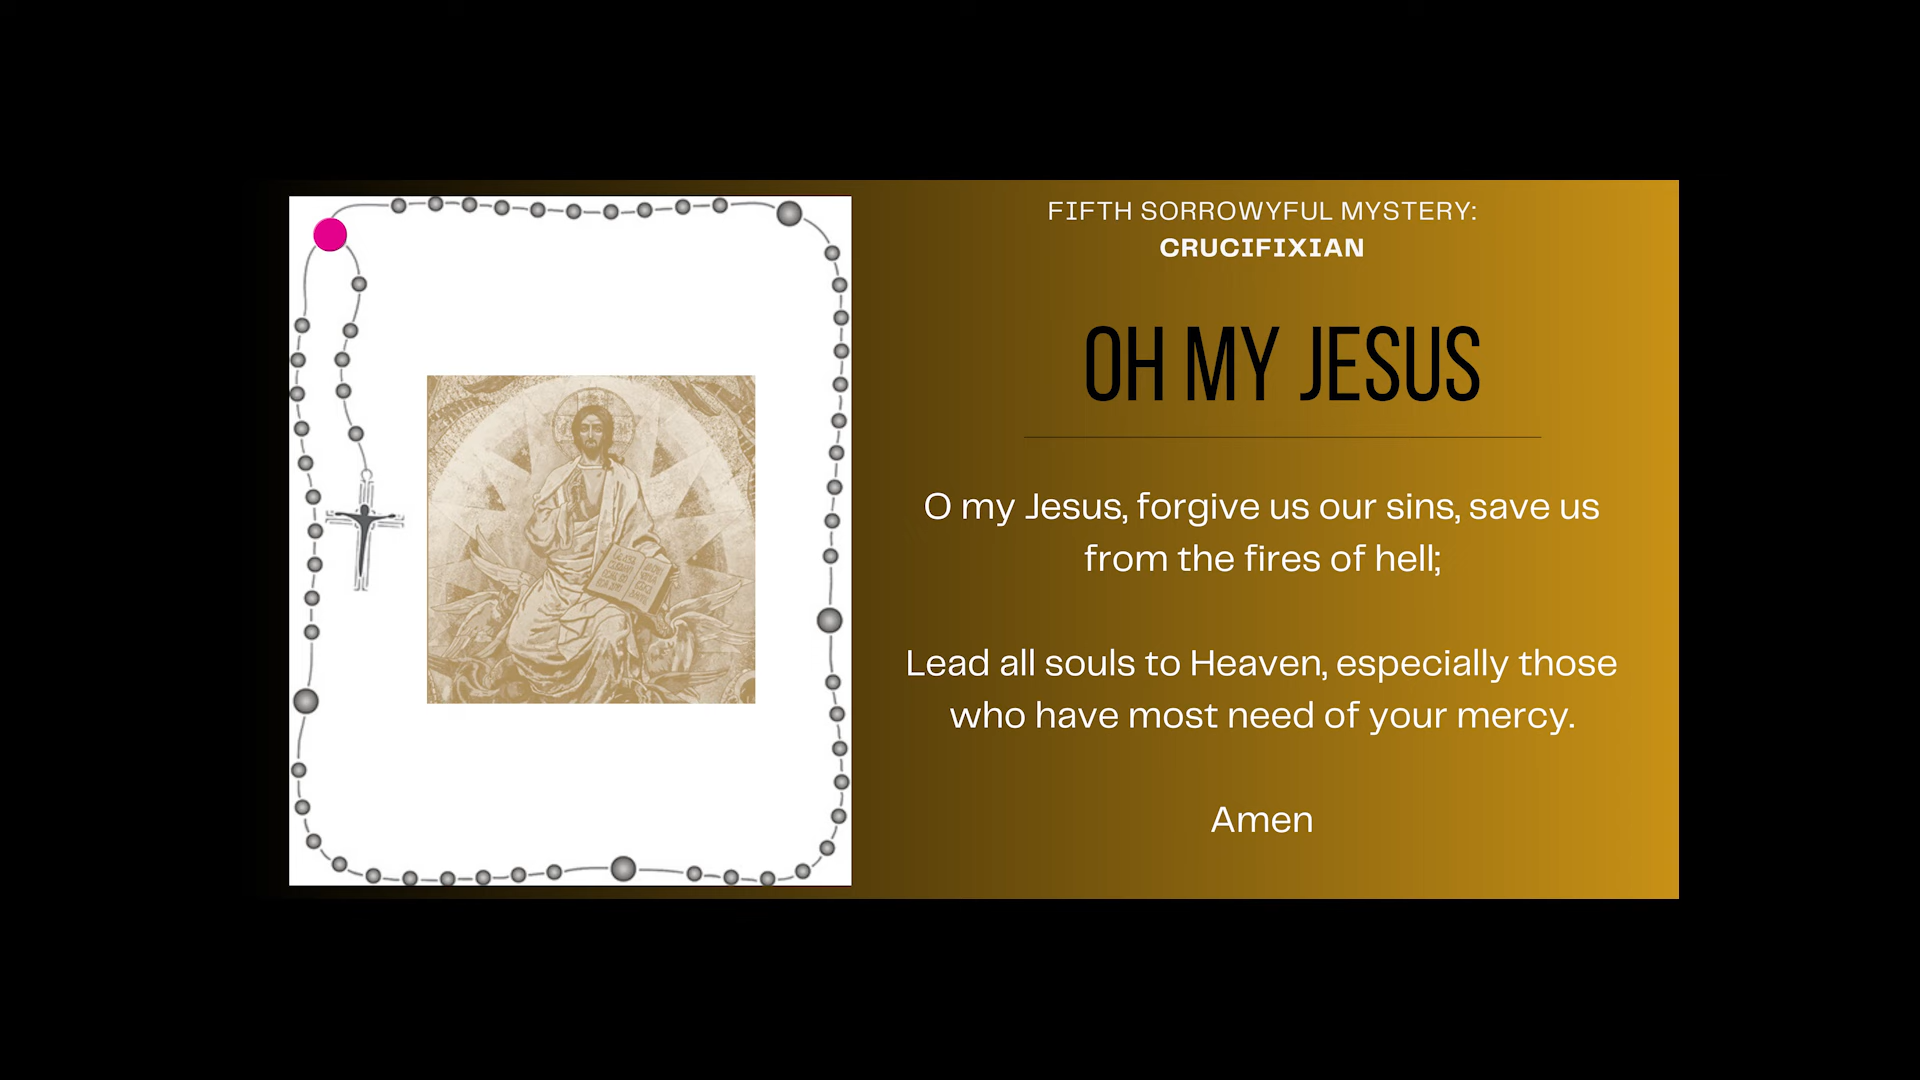 FIFTH SORROWYFUL MYSTERY:
CRUCIFIXIAN
OH MY JESUS
O my Jesus, forgive us our sins, save us
from the fires of hell;
Lead all souls to Heaven, especially those
who have most need of your mercy.
Amen